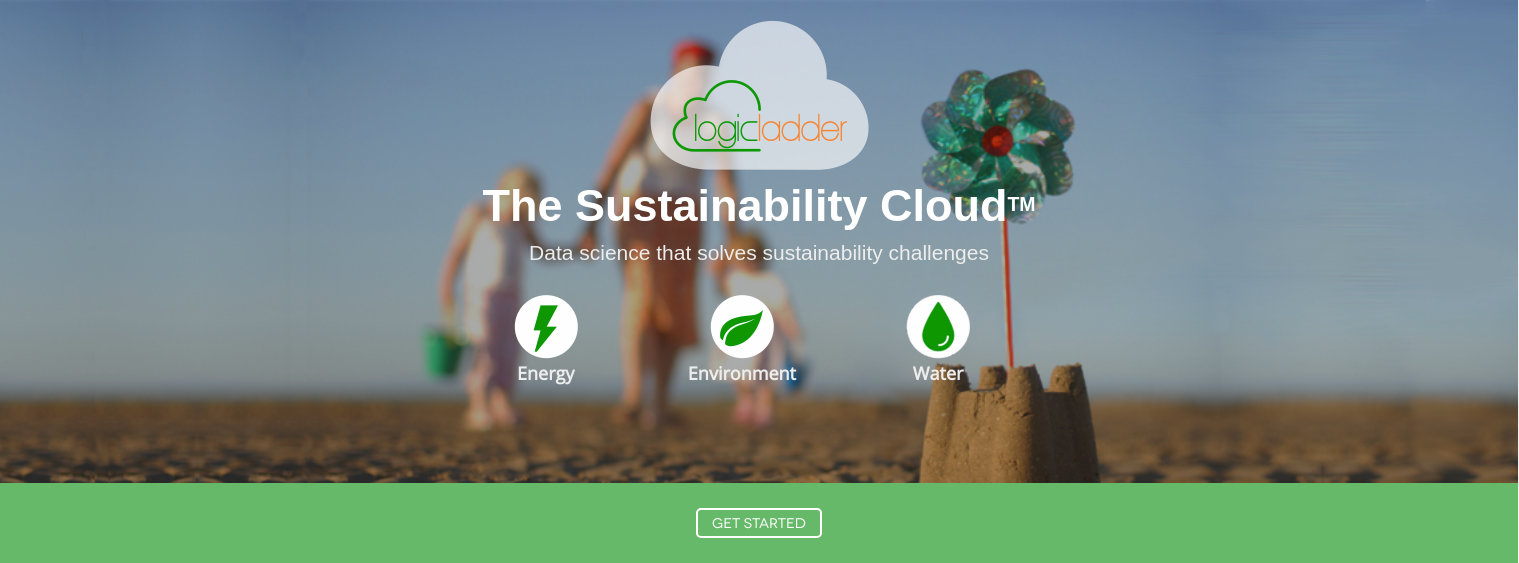 logicladder
The Sustainability Cloud™
Data science that solves sustainability challenges
Energy Environment Water
GET STARTED